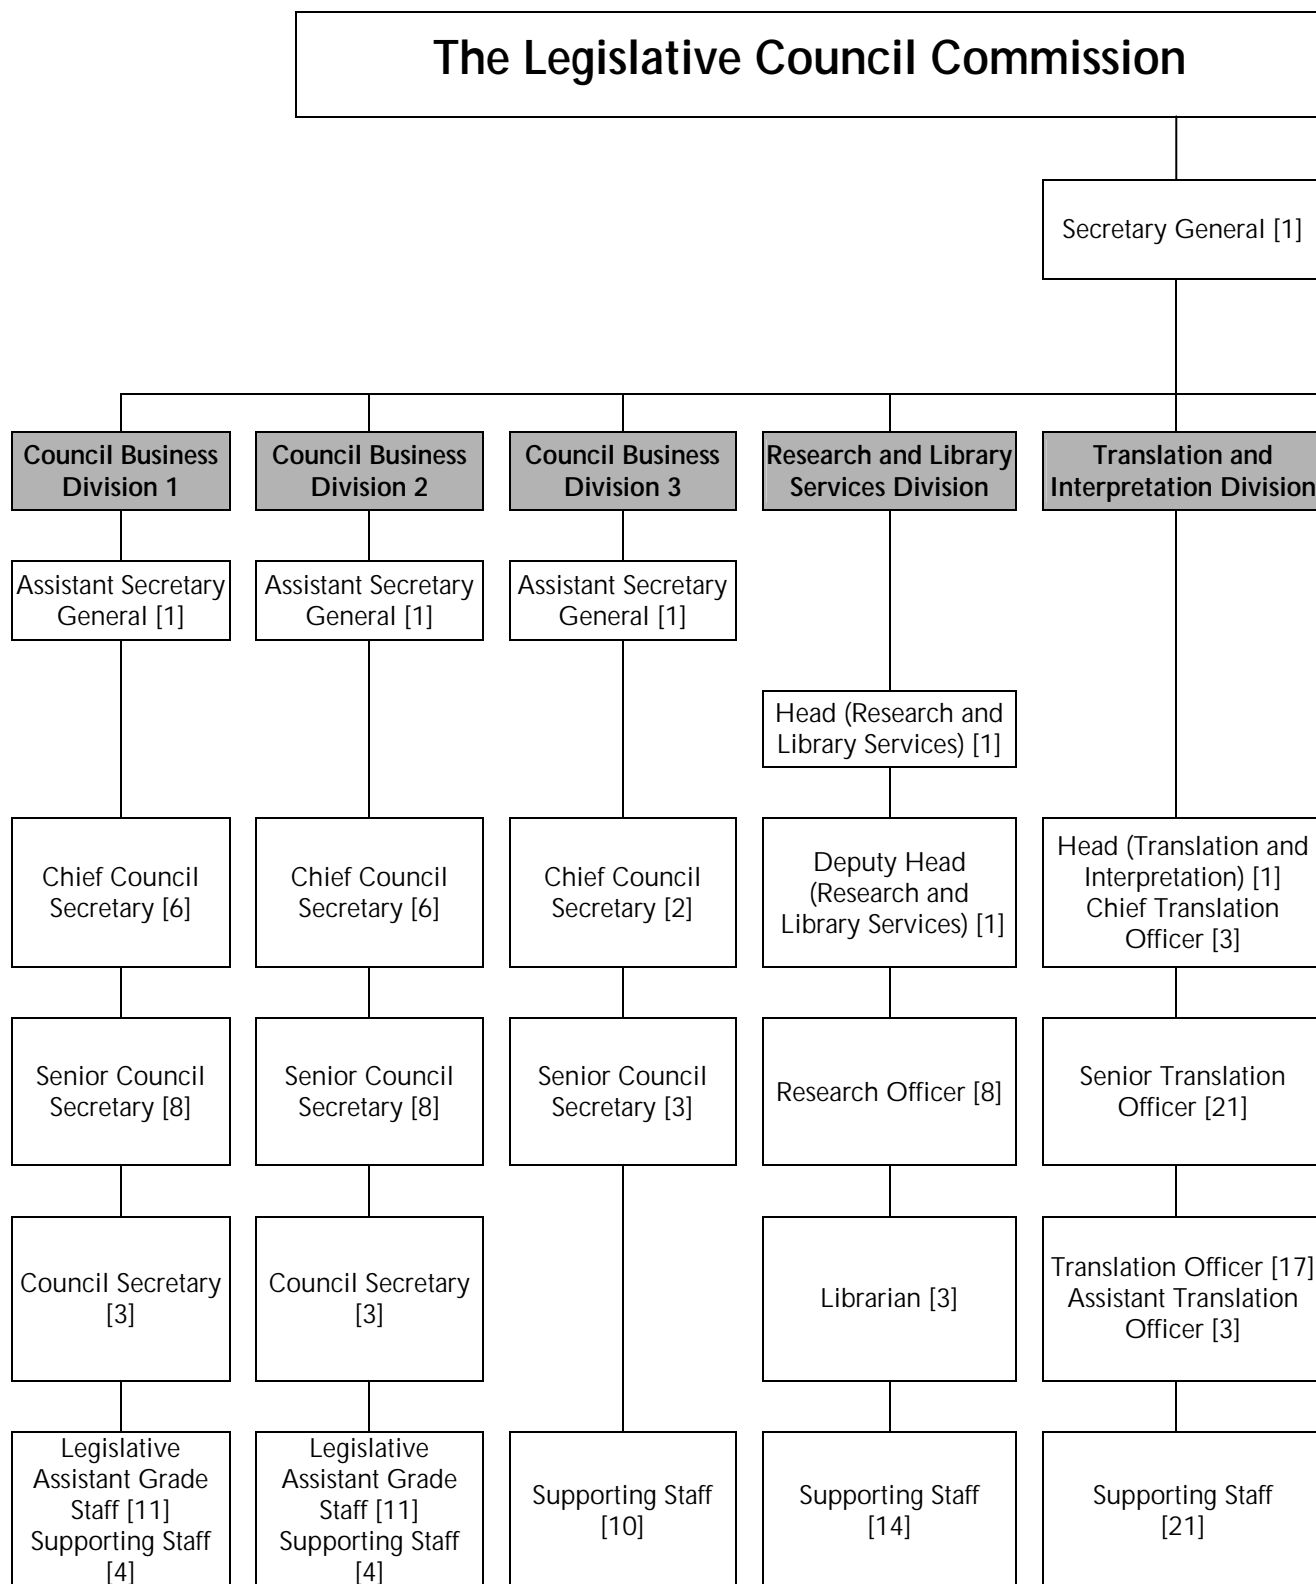 The Legislative Council Commission
Secretary General [1]
Council Business
Division 1
Council Business
Division 2
Council Business
Division 3
Research and Library
Services Division
Translation and
Interpretation Division
Assistant Secretary
General [1]
Assistant Secretary
General [1]
Assistant Secretary
General [1]
Head (Research and
Library Services) [1]
Chief Council
Secretary [6]
Chief Council
Secretary [6]
Chief Council
Secretary [2]
Deputy Head
(Research and
Library Services) [1]
Head (Translation and
Interpretation) [1]
Chief Translation
Officer [3]
Senior Council
Secretary [8]
Senior Council
Secretary [8]
Senior Council
Secretary [3]
Research Officer [8]
Senior Translation
Officer [21]
Council Secretary
[3]
Council Secretary
[3]
Librarian [3]
Translation Officer [17]
Assistant Translation
Officer [3]
Legislative
Assistant Grade
Staff [11]
Supporting Staff
[4]
Legislative
Assistant Grade
Staff [11]
Supporting Staff
[4]
Supporting Staff
[10]
Supporting Staff
[14]
Supporting Staff
[21]